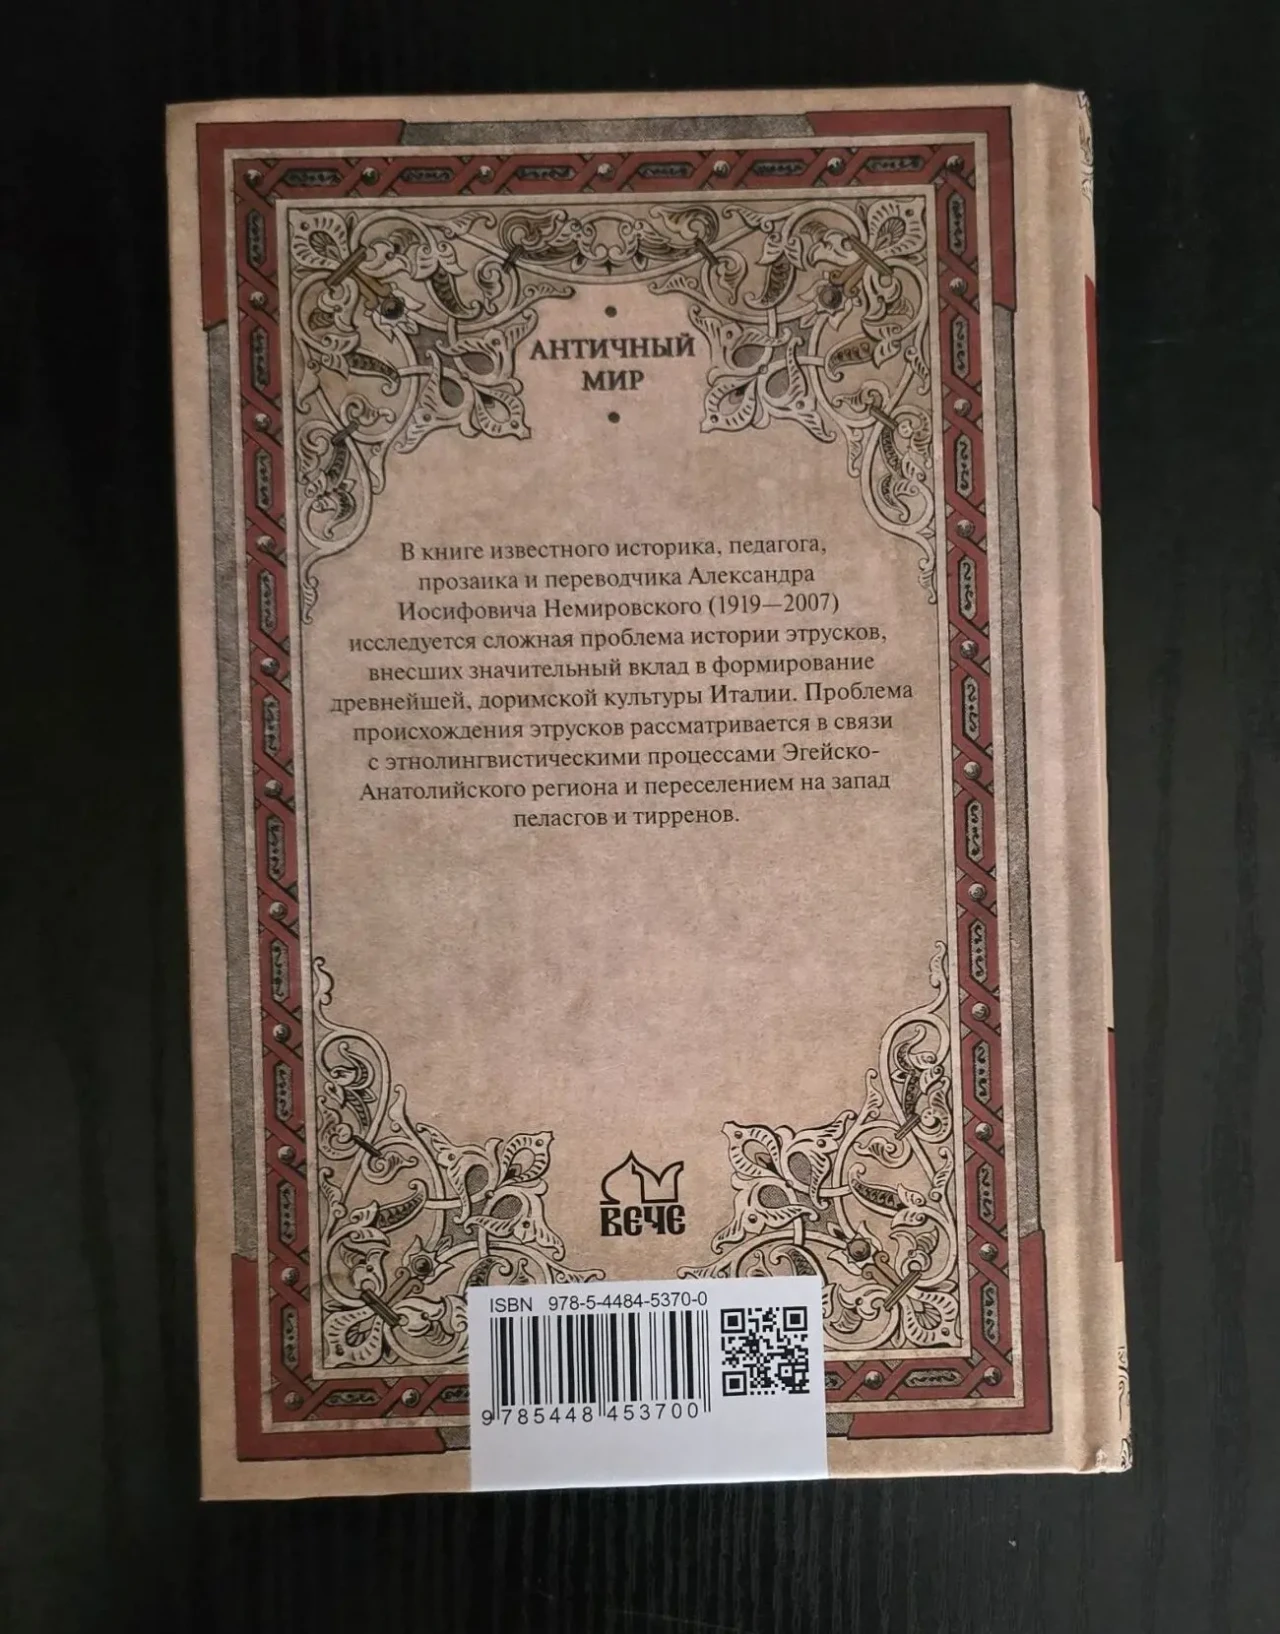 АНТИЧНЫЙ
МИР
В книге известного историка, педагога,
прозаика и переводчика Александра
Иосифовича Немировского (1919—2007)
исследуется сложная проблема истории этрусков,
внесших значительный вклад в формирование
древнейшей, доримской культуры Италии. Проблема
происхождения этрусков рассматривается в связи
с этнолингвистическими процессами Эгейско-
Анатолийского региона и переселением на запад
пеласгов и тирренов.
ВЕЧЕ
ISBN 978-5-4484-5370-0
9 785448 453700